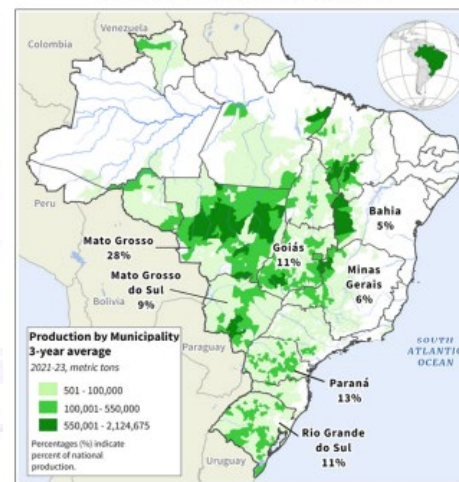 Venezuela
Colombia
Peru
Bahia
5%
Mato Grosso
28%
Goiás
11%
Mato Grosso
do Sul
9%
Minas
Gerais
6%
Bolivia
SOUTH
ATLANTIC
OCEAN
Paraguay
Paraná
13%
Rio Grande
do Sul
11%
Uruguay
Production by Municipality
3-year average
2021-23, metric tons
501 - 100,000
100,001- 550,000
550,001 - 2,124,675
Percentages (%) indicate
percent of national
production.